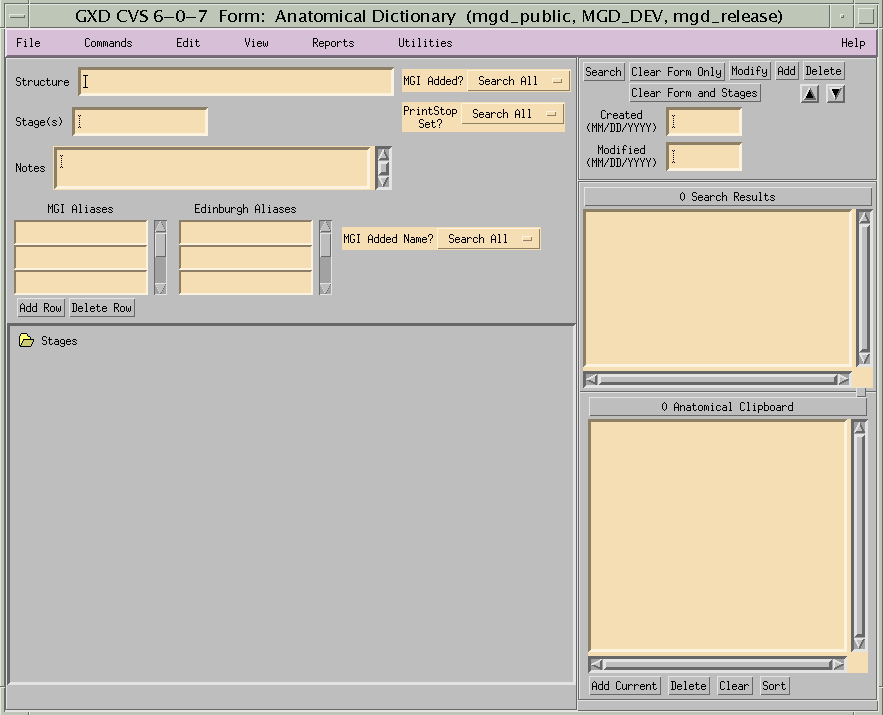 GXD CVS 6-0-7 Form: Anatomical Dictionary (mgd_public, MGD_DEV, mgd_release)
File Commands Edit View Reports Utilities Help
Structure
MGI Added? Search All
Stage(s)
PrintStop Set? Search All
Notes
MGI Aliases Edinburgh Aliases
MGI Added Name? Search All
Add Row Delete Row
Stages
Search Clear Form Only Modify Add Delete
Clear Form and Stages
Created
(MM/DD/YYYY)
Modified
(MM/DD/YYYY)
0 Search Results
0 Anatomical Clipboard
Add Current Delete Clear Sort